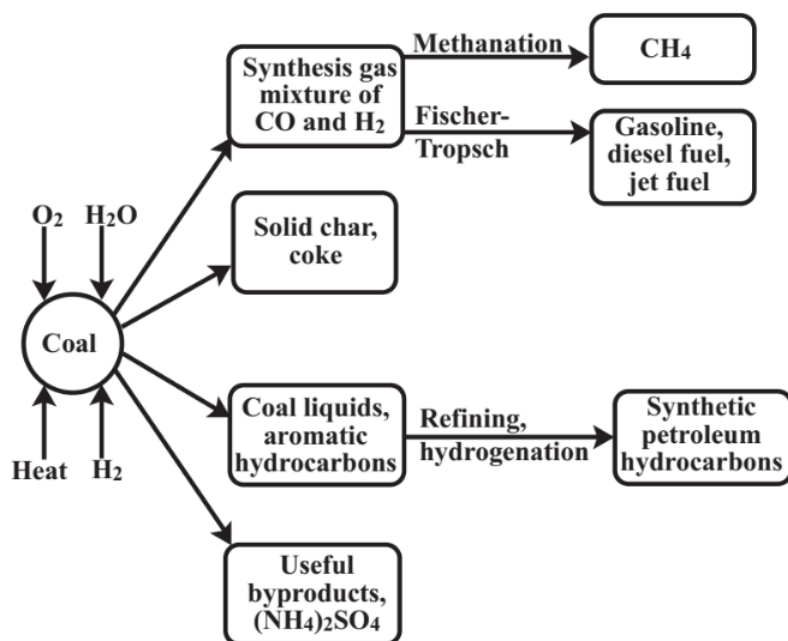 Synthesis gas
mixture of
CO and H2
Methanation
CH4
Fischer-
Tropsch
Gasoline,
diesel fuel,
jet fuel
O2
H2O
Solid char,
coke
Coal
Heat
H2
Coal liquids,
aromatic
hydrocarbons
Refining,
hydrogenation
Synthetic
petroleum
hydrocarbons
Useful
byproducts,
(NH4)2SO4